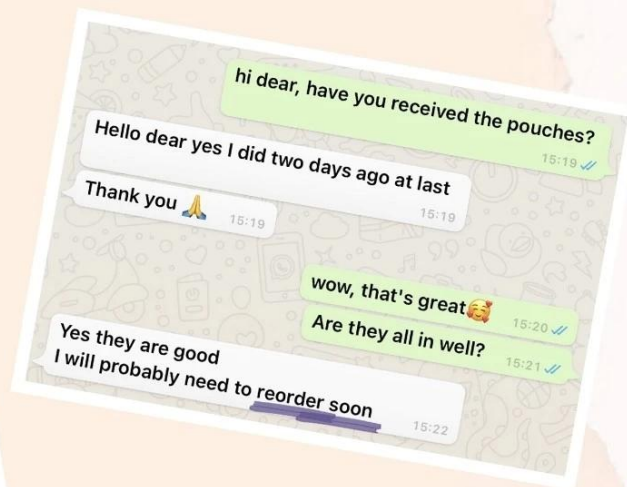 hi dear, have you received the pouches?
15:19
Hello dear yes I did two days ago at last
15:19
Thank you 🙏
15:19
wow, that's great🥰
15:20
Are they all in well?
15:21
Yes they are good
I will probably need to reorder soon
15:22